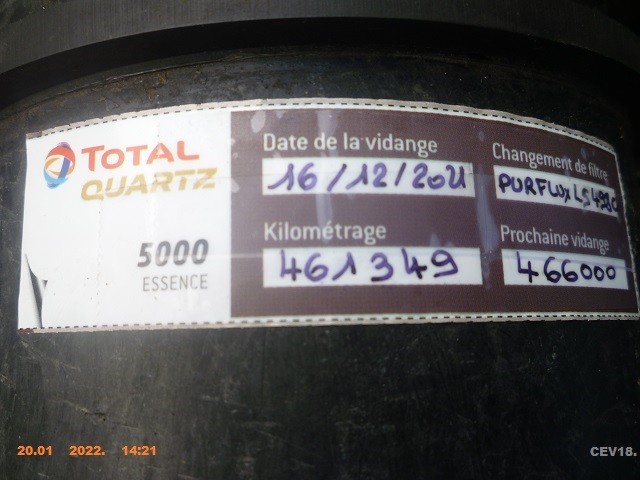 TOTAL
QUARTZ
5000
ESSENCE
Date de la vidange
16/12/2021
Changement de filtre
PURFLUX
Kilométrage
461349
Prochaine vidange
466000
20.01 2022. 14:21
CEV18.